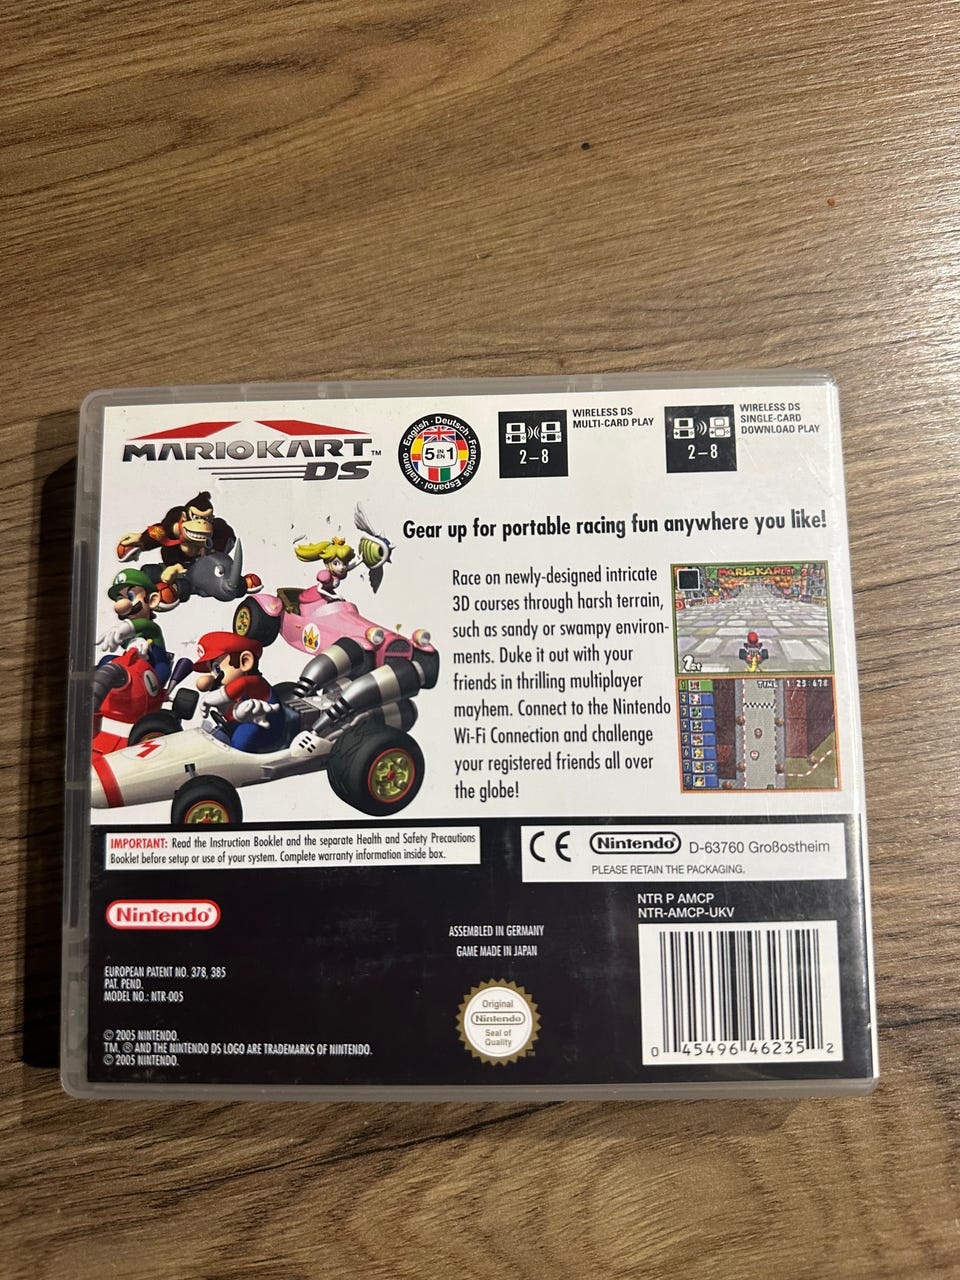 MARIOKART™
DS
English · Deutsch · Français · Español · Italiano
5 IN EN 1
WIRELESS DS
MULTI-CARD PLAY
2–8
WIRELESS DS
SINGLE-CARD
DOWNLOAD PLAY
2–8
Gear up for portable racing fun anywhere you like!
Race on newly-designed intricate
3D courses through harsh terrain,
such as sandy or swampy environ-
ments. Duke it out with your
friends in thrilling multiplayer
mayhem. Connect to the Nintendo
Wi-Fi Connection and challenge
your registered friends all over
the globe!
MARIOKART
TIME 1:25:678
M
IMPORTANT: Read the Instruction Booklet and the separate Health and Safety Precautions
Booklet before setup or use of your system. Complete warranty information inside box.
CE Nintendo® D-63760 Großostheim
PLEASE RETAIN THE PACKAGING.
Nintendo®
NTR P AMCP
NTR-AMCP-UKV
ASSEMBLED IN GERMANY
GAME MADE IN JAPAN
EUROPEAN PATENT NO. 378, 385
PAT. PEND.
MODEL NO.: NTR-005
Original
Nintendo
Seal of
Quality
TM
© 2005 NINTENDO.
TM, ® AND THE NINTENDO DS LOGO ARE TRADEMARKS OF NINTENDO.
© 2005 NINTENDO.
0 45496 46235 2